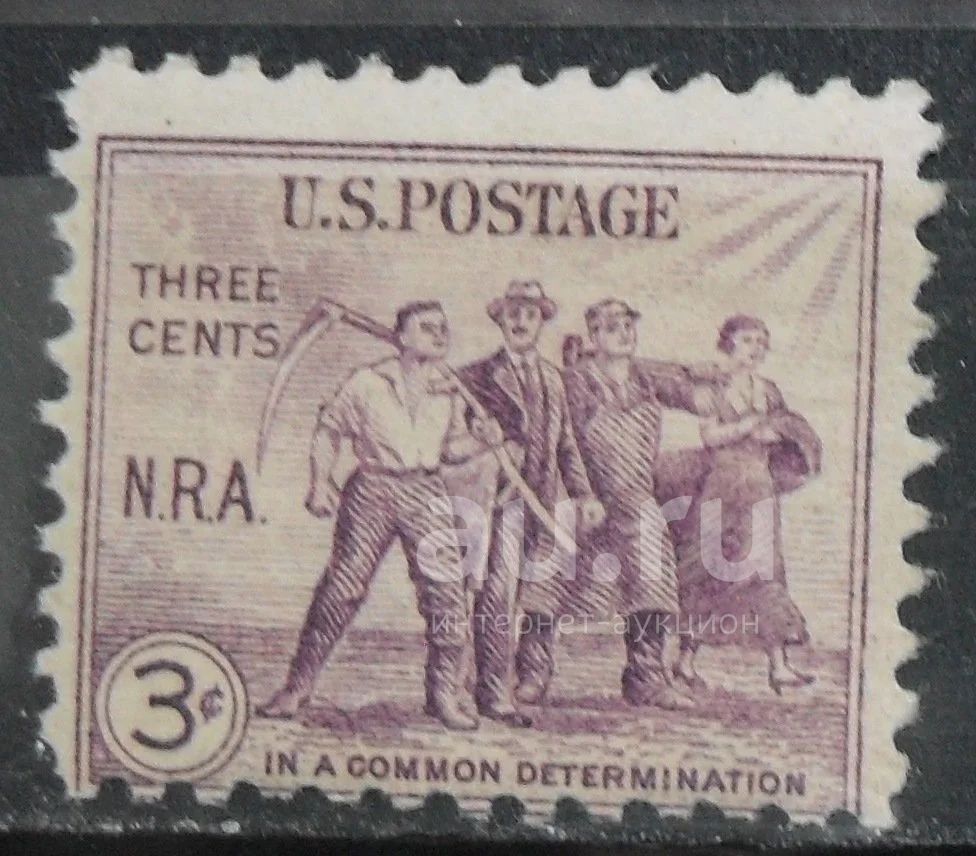 U.S.POSTAGE
THREE
CENTS
N.R.A.
au.ru
интернет-аукцион
3¢
IN A COMMON DETERMINATION